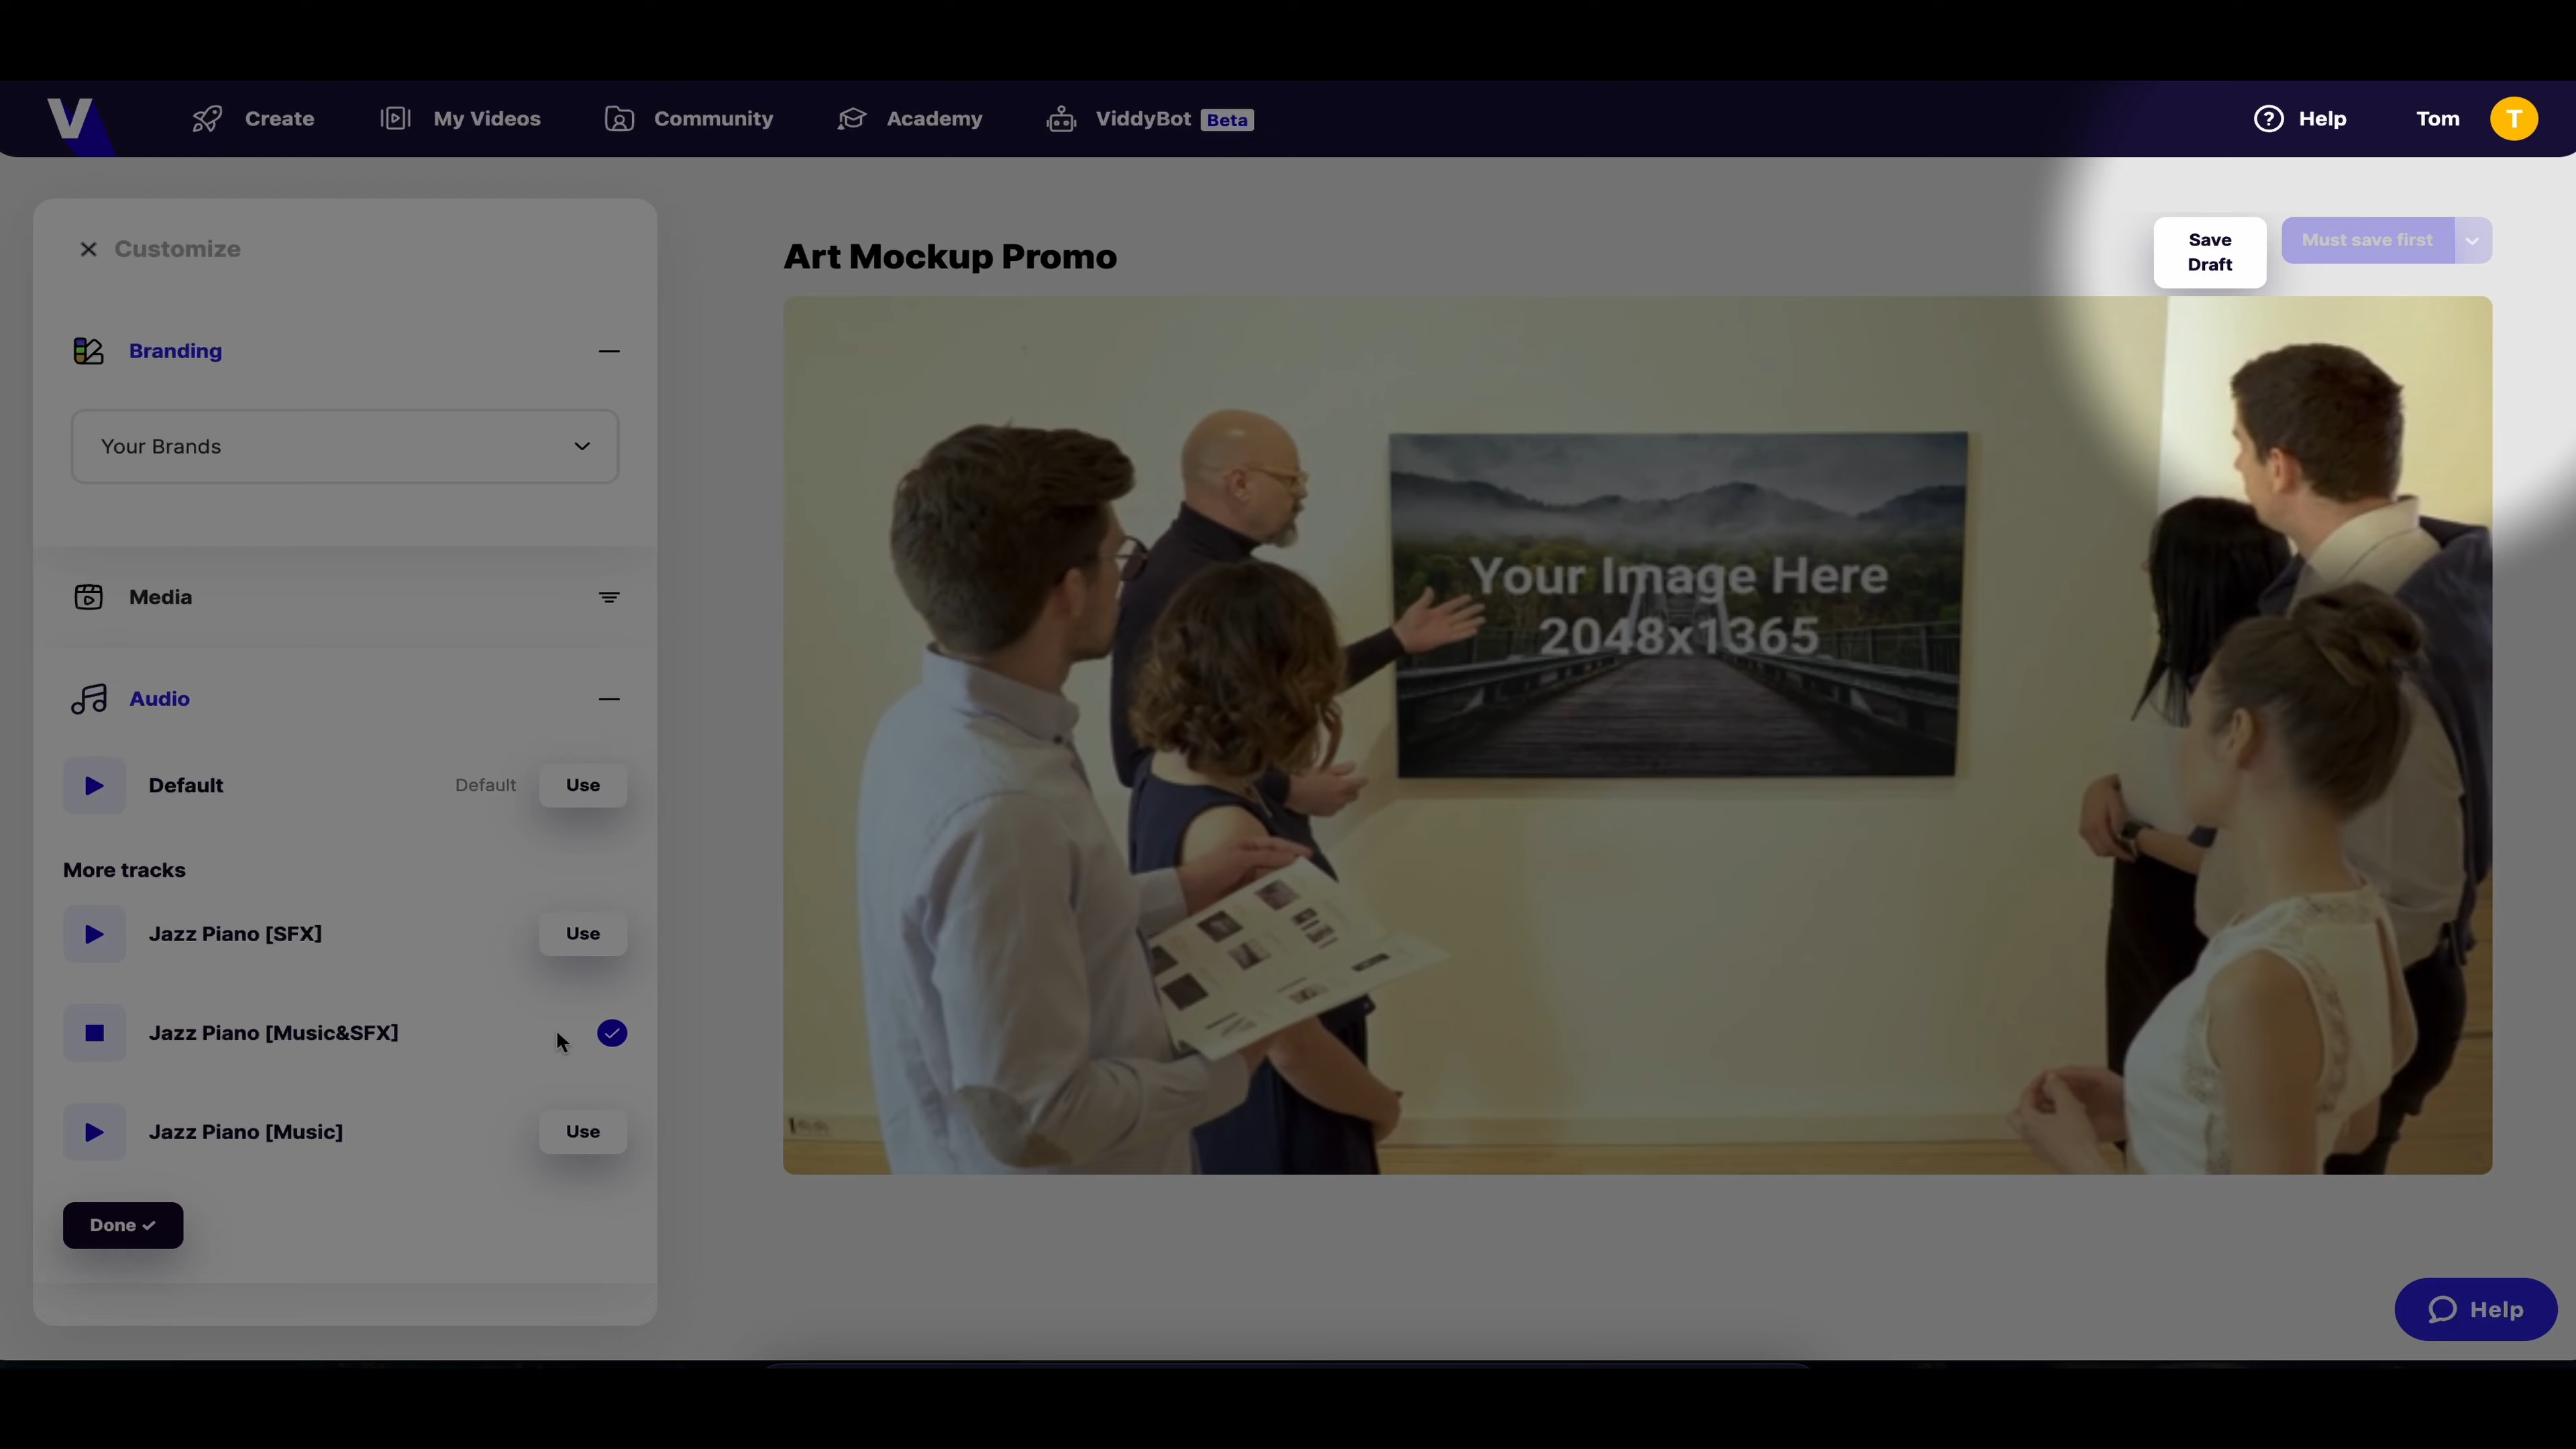 V
Create
My Videos
Community
Academy
ViddyBot Beta
Help
Tom
T
Customize
Branding
Your Brands
Media
Audio
Default
Default
Use
More tracks
Jazz Piano [SFX]
Use
Jazz Piano [Music&SFX]
Jazz Piano [Music]
Use
Done
Art Mockup Promo
Save
Draft
Must save first
Your Image Here
2048x1365
Help